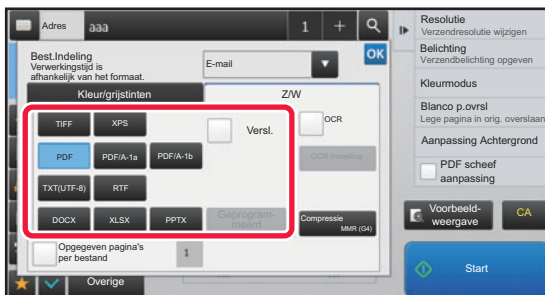 Adres aaa 1 +
Best.Indeling
Verwerkingstijd is
afhankelijk van het formaat.
E-mail
OK
Kleur/grijstinten Z/W
TIFF XPS Versl. OCR
PDF PDF/A-1a PDF/A-1b OCR Instelling
TXT(UTF-8) RTF
DOCX XLSX PPTX Geprogram-
meerd
Compressie
MMR (G4)
Opgegeven pagina's
per bestand
1
Overige
Resolutie
Verzendresolutie wijzigen
Belichting
Verzendbelichting opgeven
Kleurmodus
Blanco p.ovrsl
Lege pagina in orig. overslaan
Aanpassing Achtergrond
PDF scheef
aanpassing
Voorbeeld-
weergave
CA
Start